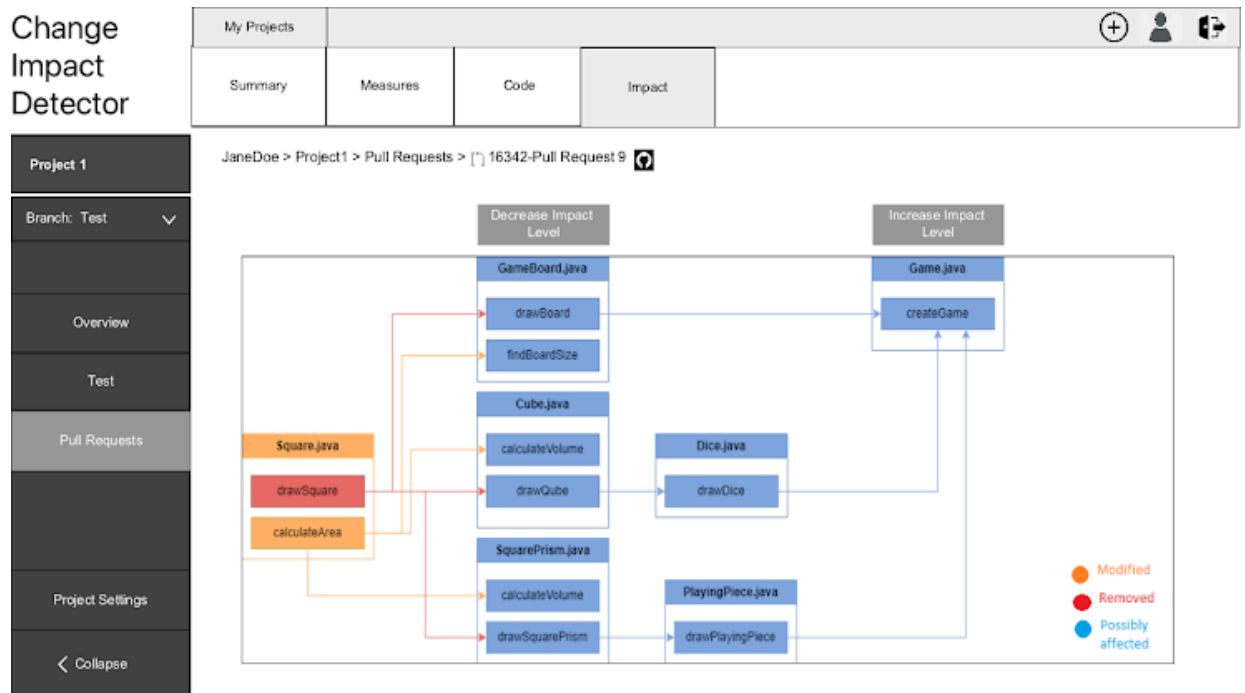 Change
Impact
Detector
My Projects
Summary
Measures
Code
Impact
Project 1
Branch: Test
Overview
Test
Pull Requests
Project Settings
Collapse
JaneDoe > Project1 > Pull Requests > [*] 16342-Pull Request 9
Decrease Impact
Level
Increase Impact
Level
GameBoard.java
drawBoard
findBoardSize
Game.java
createGame
Cube.java
calculateVolume
drawQube
Square.java
drawSquare
calculateArea
Dice.java
drawDice
SquarePrism.java
calculateVolume
drawSquarePrism
PlayingPiece.java
drawPlayingPiece
Modified
Removed
Possibly
affected